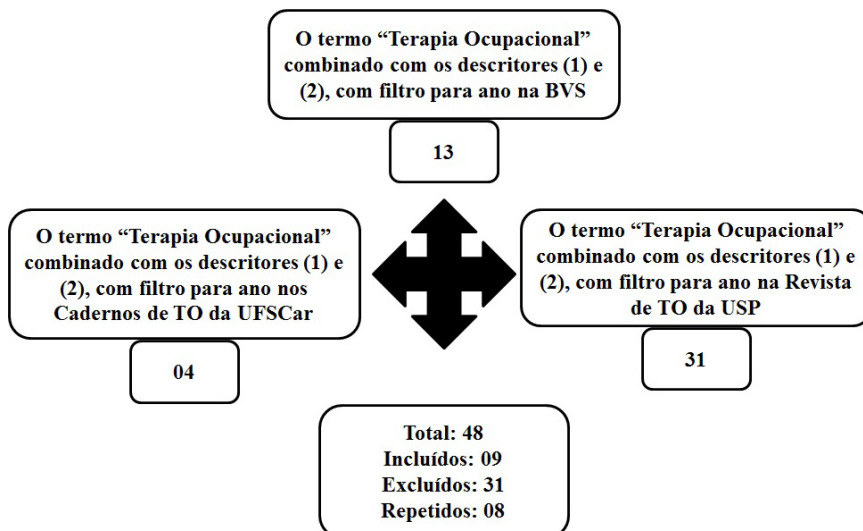 O termo “Terapia Ocupacional”
combinado com os descritores (1) e
(2), com filtro para ano na BVS
13
O termo “Terapia Ocupacional”
combinado com os descritores (1) e
(2), com filtro para ano nos
Cadernos de TO da UFSCar
04
O termo “Terapia Ocupacional”
combinado com os descritores (1) e
(2), com filtro para ano na Revista
de TO da USP
31
Total: 48
Incluídos: 09
Excluídos: 31
Repetidos: 08